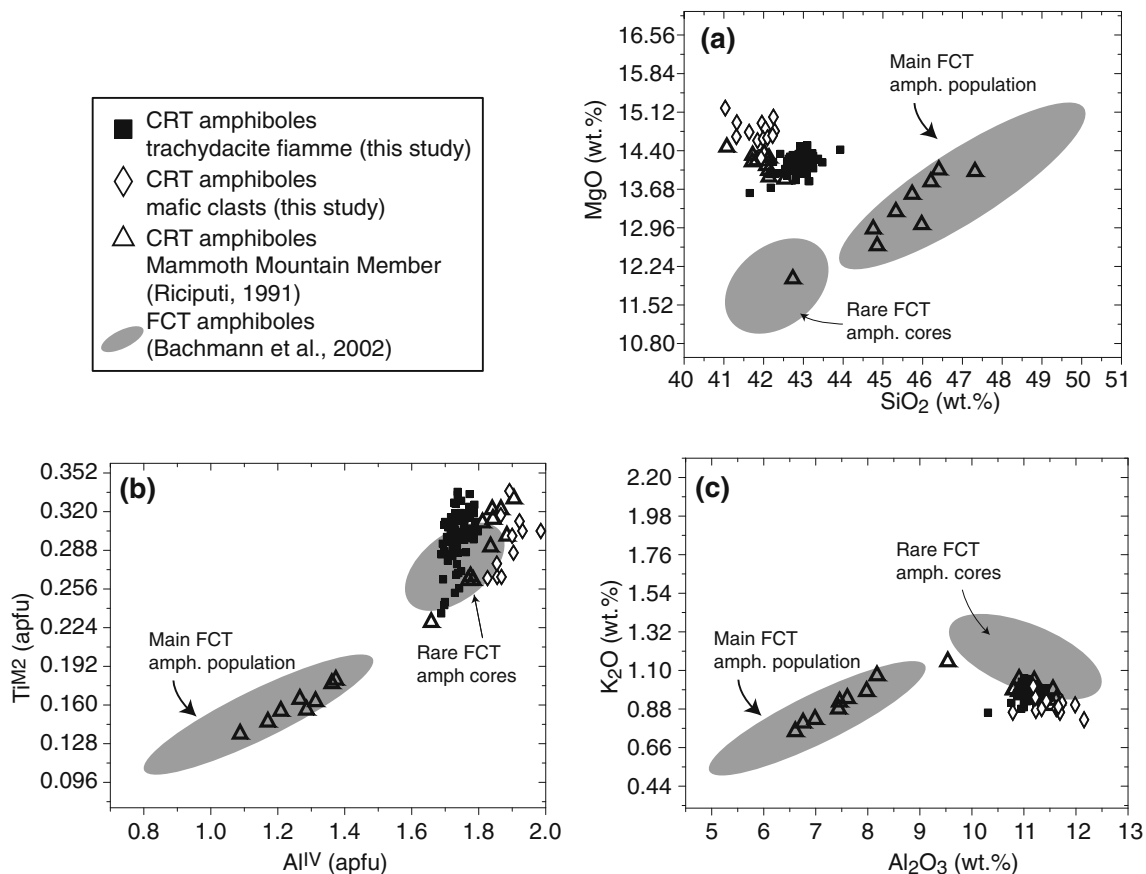 CRT amphiboles
trachydacite fiamme (this study)
CRT amphiboles
mafic clasts (this study)
CRT amphiboles
Mammoth Mountain Member
(Riciputi, 1991)
FCT amphiboles
(Bachmann et al., 2002)
(a)
16.56
15.84
15.12
14.40
13.68
12.96
12.24
11.52
10.80
MgO (wt.%)
Main FCT
amph. population
Rare FCT
amph. cores
40 41 42 43 44 45 46 47 48 49 50 51
SiO2 (wt.%)
(b)
0.352
0.320
0.288
0.256
0.224
0.192
0.160
0.128
0.096
TiM2 (apfu)
Main FCT
amph. population
Rare FCT
amph cores
0.8 1.0 1.2 1.4 1.6 1.8 2.0
AlIV (apfu)
(c)
2.20
1.98
1.76
1.54
1.32
1.10
0.88
0.66
0.44
K2O (wt.%)
Rare FCT
amph. cores
Main FCT
amph. population
5 6 7 8 9 10 11 12 13
Al2O3 (wt.%)